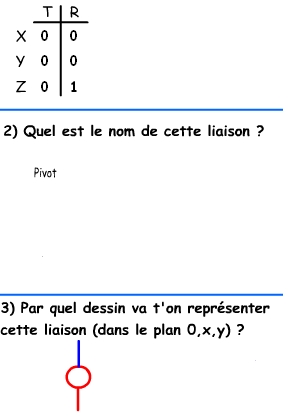 T R
X 0 0
Y 0 0
Z 0 1
2) Quel est le nom de cette liaison ?
Pivot
3) Par quel dessin va t'on représenter
cette liaison (dans le plan 0,x,y) ?